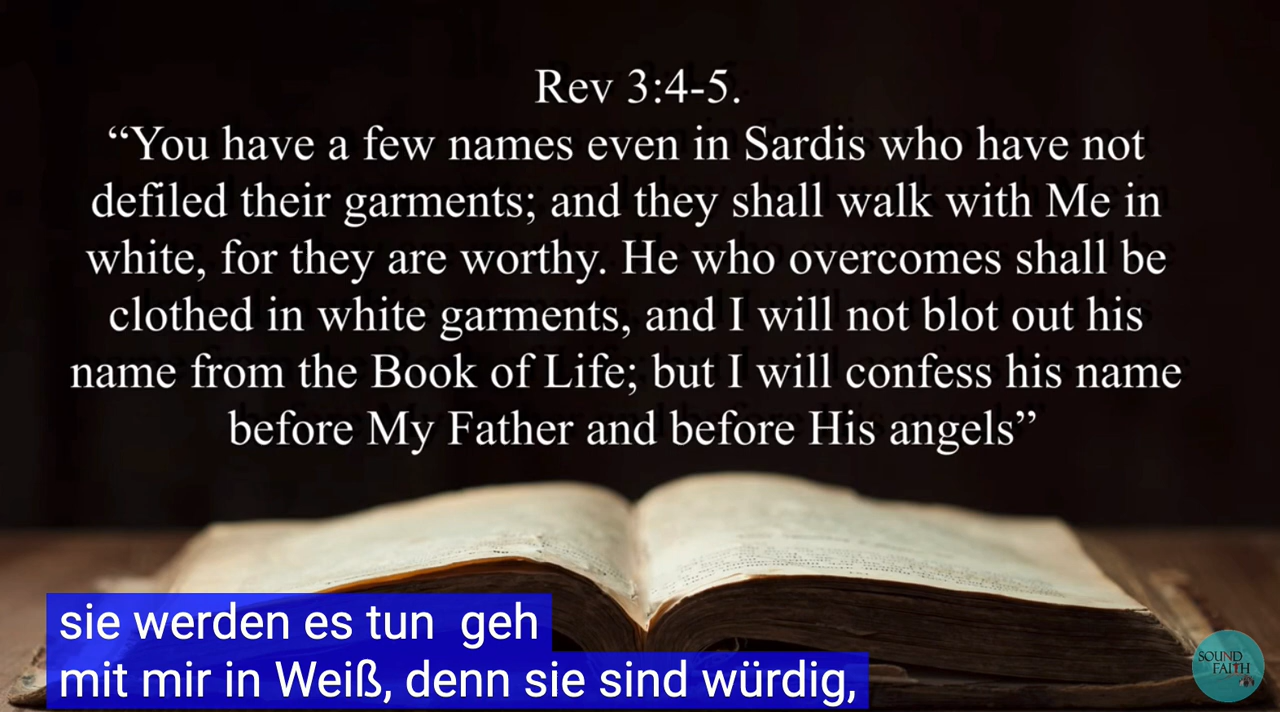 Rev 3:4-5.
“You have a few names even in Sardis who have not
defiled their garments; and they shall walk with Me in
white, for they are worthy. He who overcomes shall be
clothed in white garments, and I will not blot out his
name from the Book of Life; but I will confess his name
before My Father and before His angels”
sie werden es tun  geh
mit mir in Weiß, denn sie sind würdig,
SOUND
FAITH